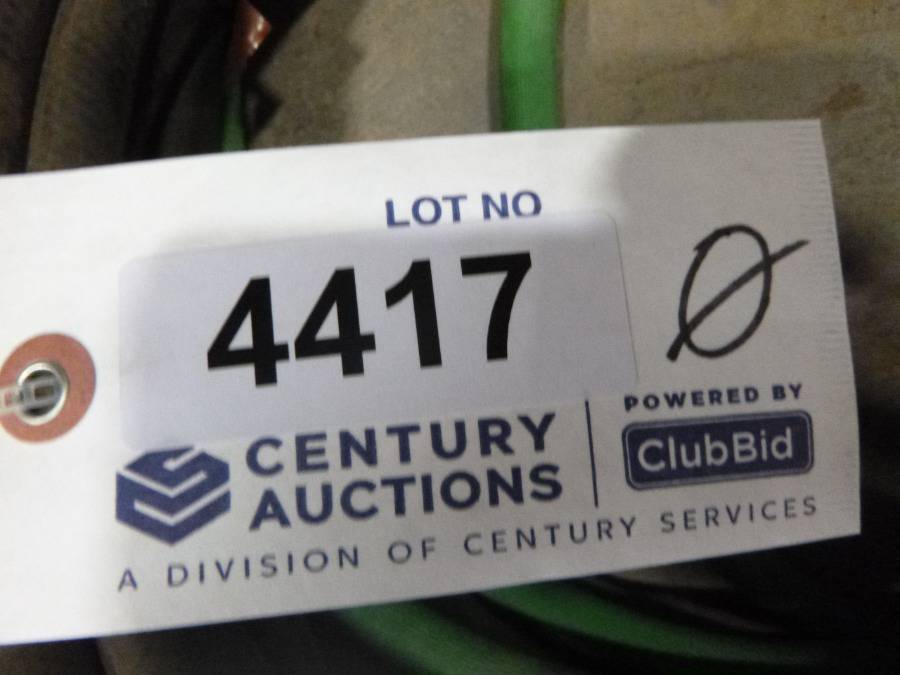 LOT NO
4417
Ø
CENTURY
AUCTIONS
POWERED BY
ClubBid
A DIVISION OF CENTURY SERVICES